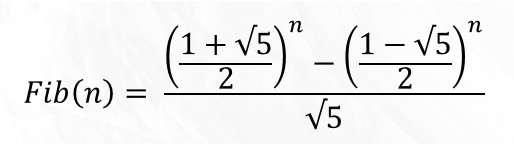 Fib(n) = (((1 + √5)/2)ⁿ − ((1 − √5)/2)ⁿ)/√5